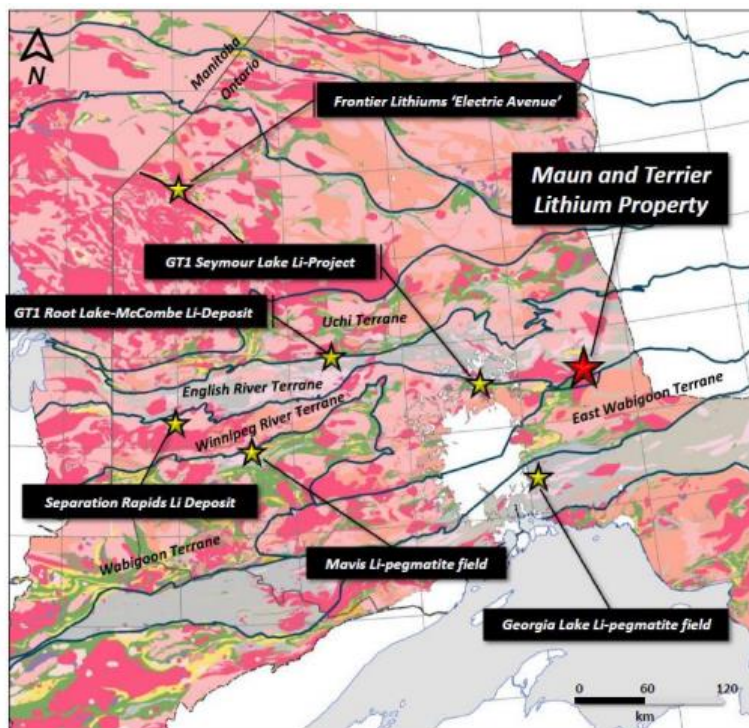 N
Manitoba
Ontario
Frontier Lithiums ‘Electric Avenue’
Maun and Terrier
Lithium Property
GT1 Seymour Lake Li-Project
GT1 Root Lake-McCombe Li-Deposit
Uchi Terrane
English River Terrane
East Wabigoon Terrane
Winnipeg River Terrane
Separation Rapids Li Deposit
Wabigoon Terrane
Mavis Li-pegmatite field
Georgia Lake Li-pegmatite field
0 60 120
km